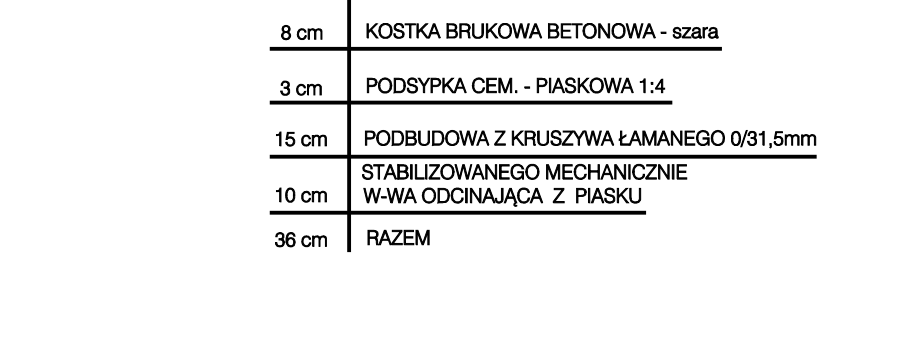 8 cm KOSTKA BRUKOWA BETONOWA - szara
3 cm PODSYPKA CEM. - PIASKOWA 1:4
15 cm PODBUDOWA Z KRUSZYWA ŁAMANEGO 0/31,5mm
STABILIZOWANEGO MECHANICZNIE
10 cm W-WA ODCINAJĄCA Z PIASKU
36 cm RAZEM